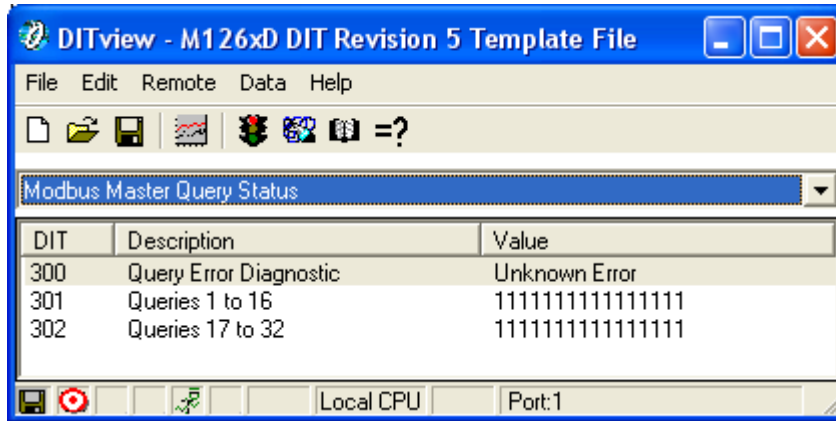 DITview - M126xD DIT Revision 5 Template File
File Edit Remote Data Help
=?
Modbus Master Query Status
DIT Description Value
300 Query Error Diagnostic Unknown Error
301 Queries 1 to 16 1111111111111111
302 Queries 17 to 32 1111111111111111
Local CPU Port:1